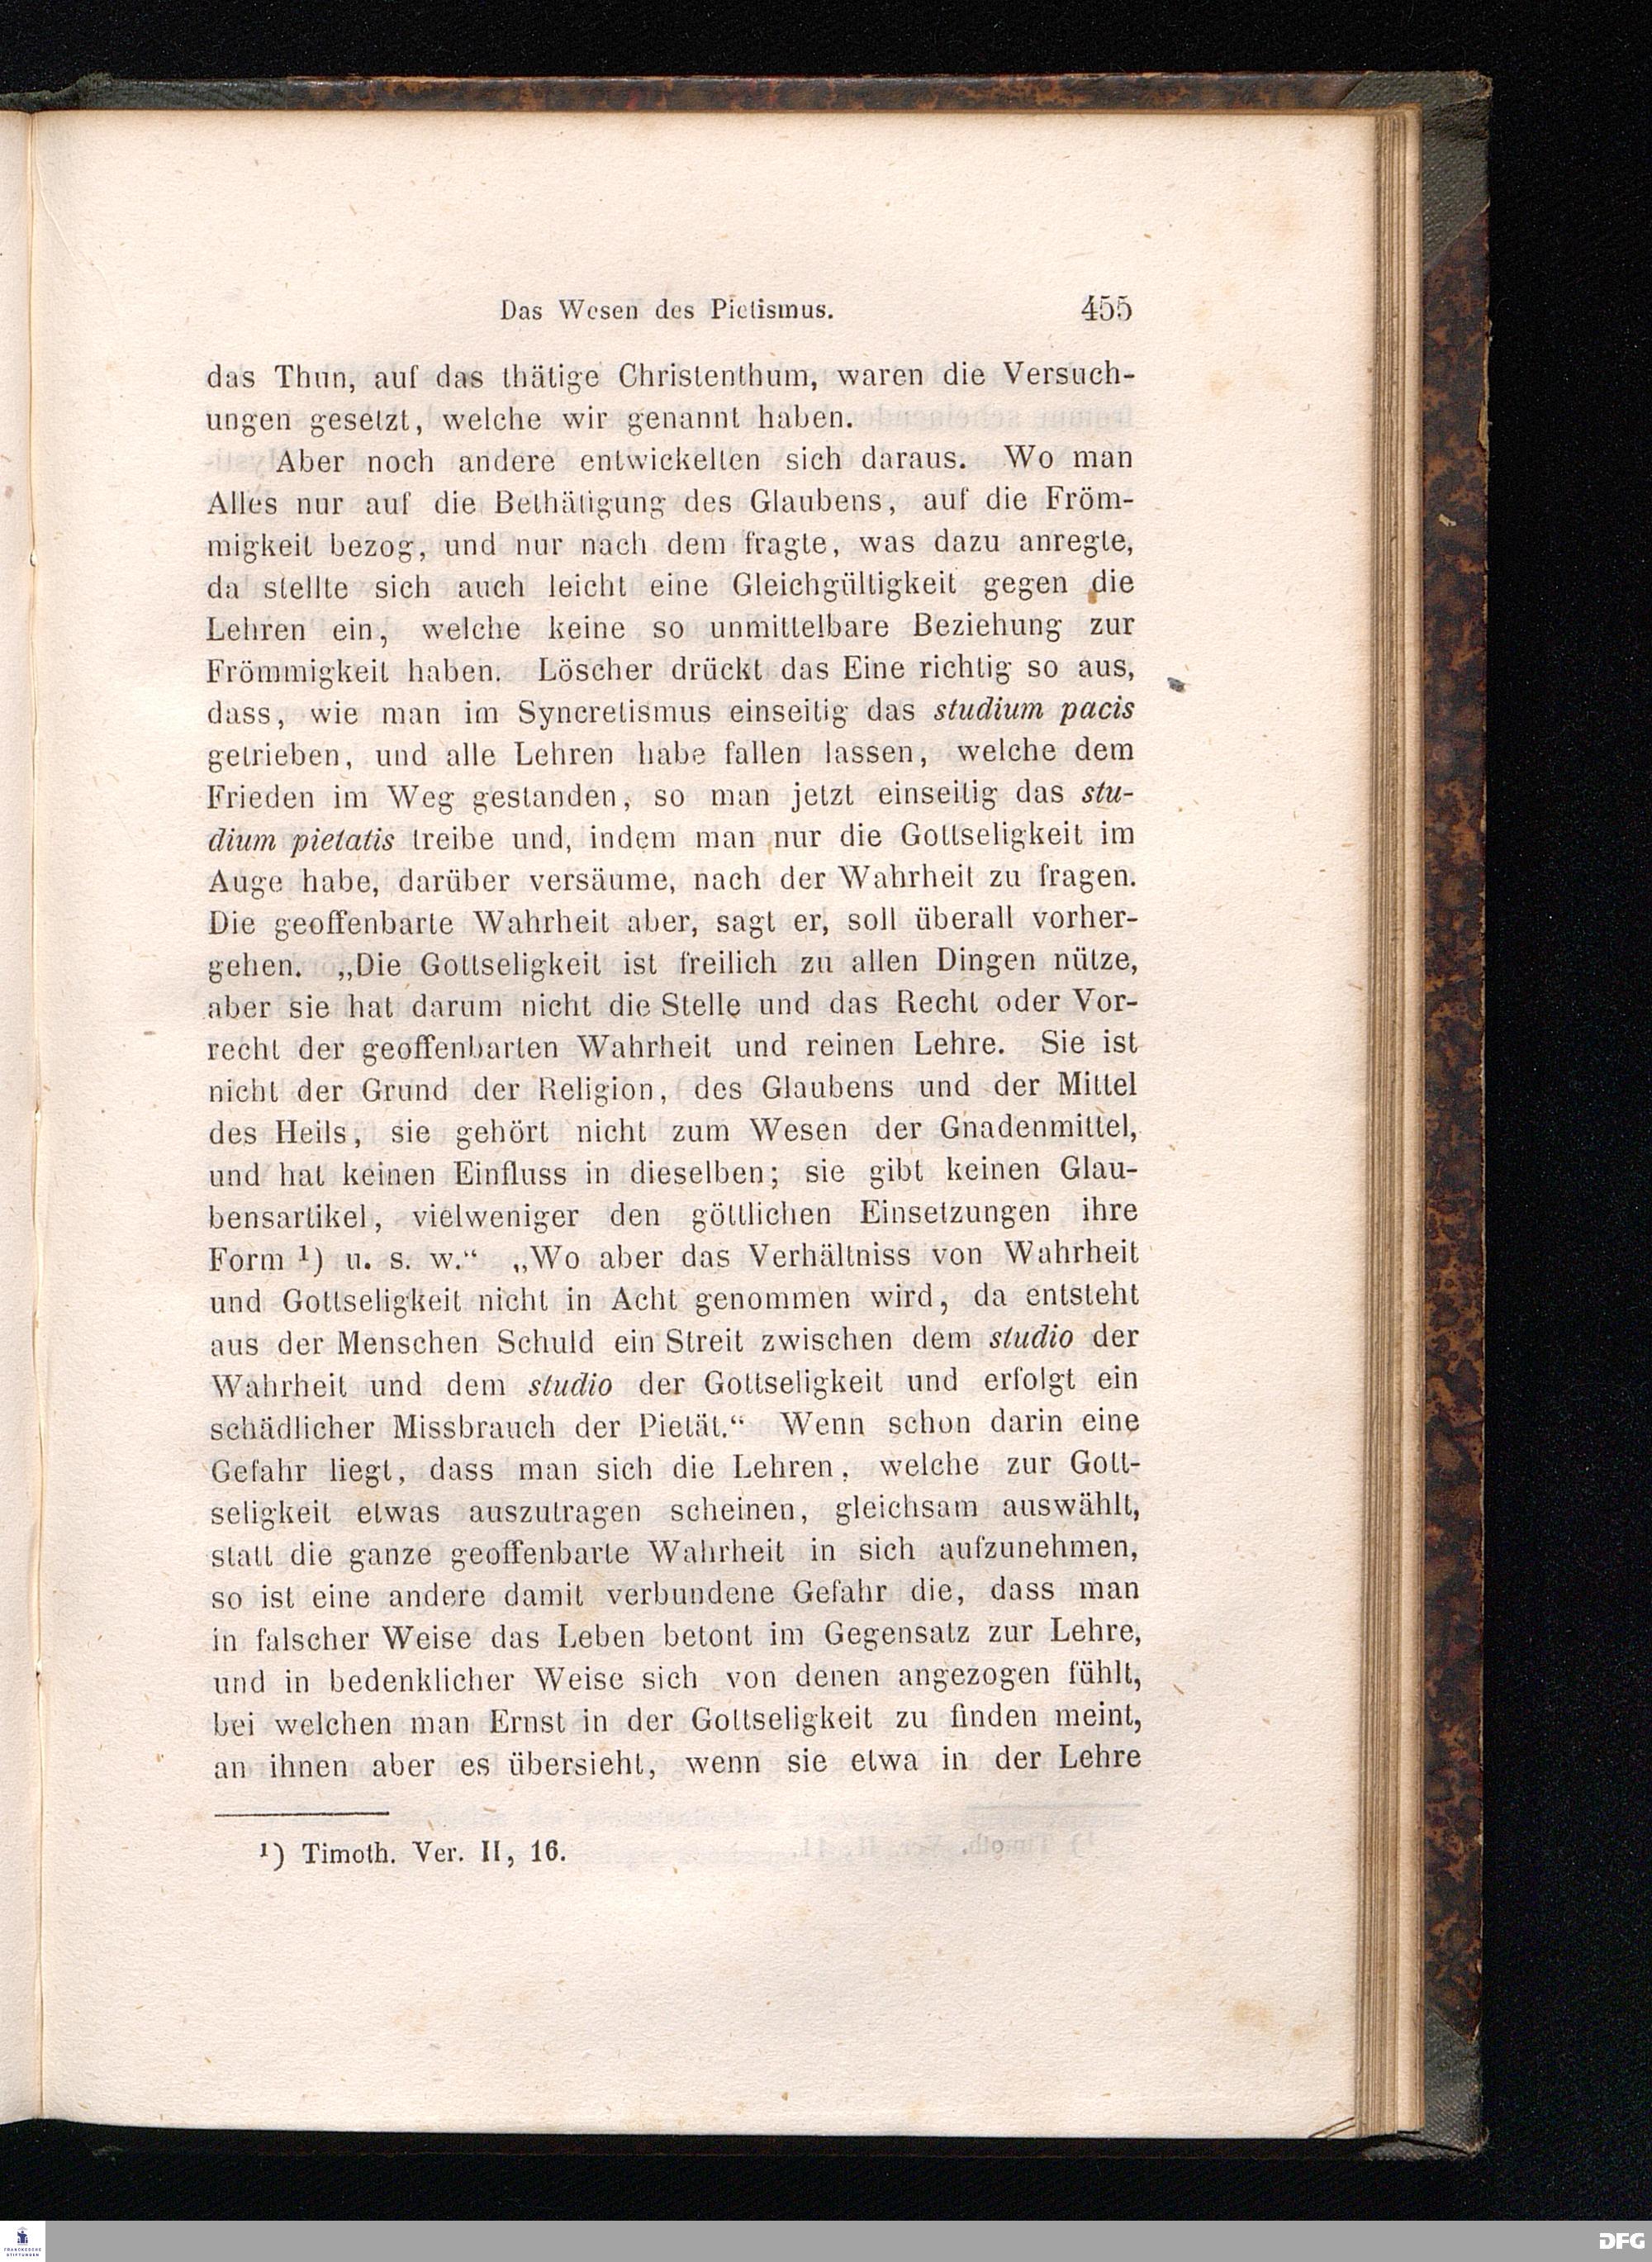 Das Wesen des Pietismus. 455
das Thun, auf das thätige Christenthum, waren die Versuch-
ungen gesetzt, welche wir genannt haben.
Aber noch andere entwickelten sich daraus. Wo man
Alles nur auf die Bethätigung des Glaubens, auf die Fröm-
migkeit bezog, und nur nach dem fragte, was dazu anregte,
da stellte sich auch leicht eine Gleichgültigkeit gegen die
Lehren ein, welche keine so unmittelbare Beziehung zur
Frömmigkeit haben. Löscher drückt das Eine richtig so aus,
dass, wie man im Syncretismus einseitig das studium pacis
getrieben, und alle Lehren habe fallen lassen, welche dem
Frieden im Weg gestanden, so man jetzt einseitig das stu-
dium pietatis treibe und, indem man nur die Gottseligkeit im
Auge habe, darüber versäume, nach der Wahrheit zu fragen.
Die geoffenbarte Wahrheit aber, sagt er, soll überall vorher-
gehen. „Die Gottseligkeit ist freilich zu allen Dingen nütze,
aber sie hat darum nicht die Stelle und das Recht oder Vor-
recht der geoffenbarten Wahrheit und reinen Lehre. Sie ist
nicht der Grund der Religion, des Glaubens und der Mittel
des Heils, sie gehört nicht zum Wesen der Gnadenmittel,
und hat keinen Einfluss in dieselben; sie gibt keinen Glau-
bensartikel, vielweniger den göttlichen Einsetzungen ihre
Form ¹) u. s. w.“ „Wo aber das Verhältniss von Wahrheit
und Gottseligkeit nicht in Acht genommen wird, da entsteht
aus der Menschen Schuld ein Streit zwischen dem studio der
Wahrheit und dem studio der Gottseligkeit und erfolgt ein
schädlicher Missbrauch der Pietät.“ Wenn schon darin eine
Gefahr liegt, dass man sich die Lehren, welche zur Gott-
seligkeit etwas auszutragen scheinen, gleichsam auswählt,
statt die ganze geoffenbarte Wahrheit in sich aufzunehmen,
so ist eine andere damit verbundene Gefahr die, dass man
in falscher Weise das Leben betont im Gegensatz zur Lehre,
und in bedenklicher Weise sich von denen angezogen fühlt,
bei welchen man Ernst in der Gottseligkeit zu finden meint,
an ihnen aber es übersieht, wenn sie etwa in der Lehre
¹) Timoth. Ver. II, 16.
FRANCKESCHE
STIFTUNGEN
DFG